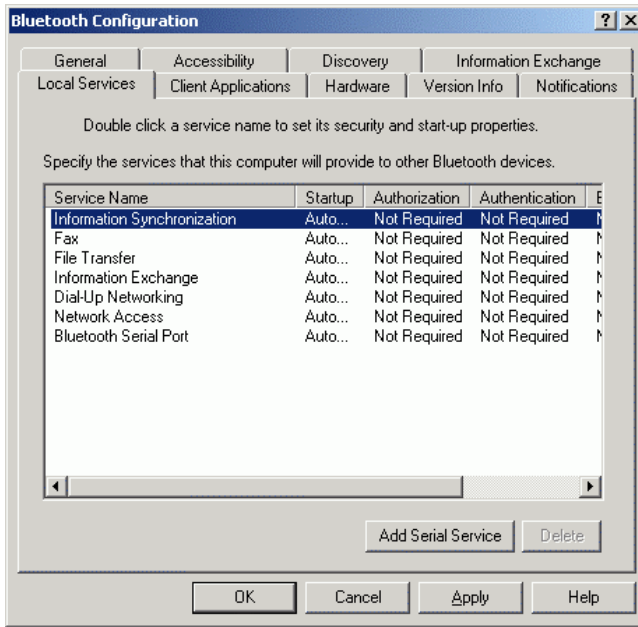 Bluetooth Configuration
General Accessibility Discovery Information Exchange
Local Services Client Applications Hardware Version Info Notifications
Double click a service name to set its security and start-up properties.
Specify the services that this computer will provide to other Bluetooth devices.
Service Name Startup Authorization Authentication
Information Synchronization Auto... Not Required Not Required
Fax Auto... Not Required Not Required
File Transfer Auto... Not Required Not Required
Information Exchange Auto... Not Required Not Required
Dial-Up Networking Auto... Not Required Not Required
Network Access Auto... Not Required Not Required
Bluetooth Serial Port Auto... Not Required Not Required
Add Serial Service Delete
OK Cancel Apply Help